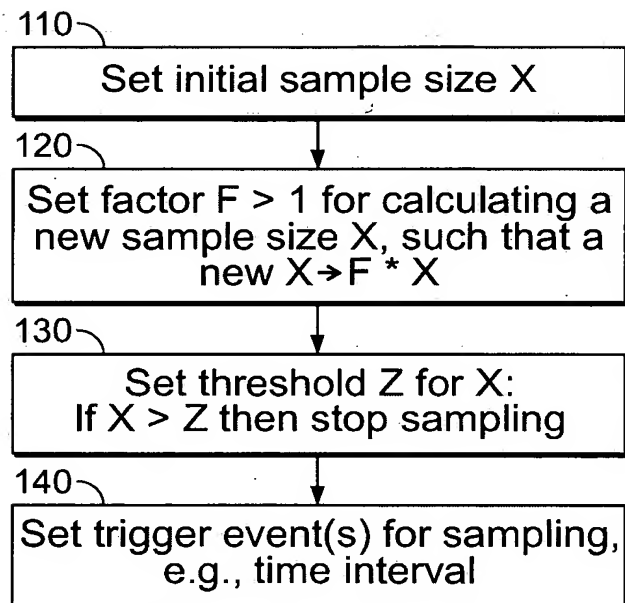 110
Set initial sample size X
120
Set factor F > 1 for calculating a
new sample size X, such that a
new X→F * X
130
Set threshold Z for X:
If X > Z then stop sampling
140
Set trigger event(s) for sampling,
e.g., time interval